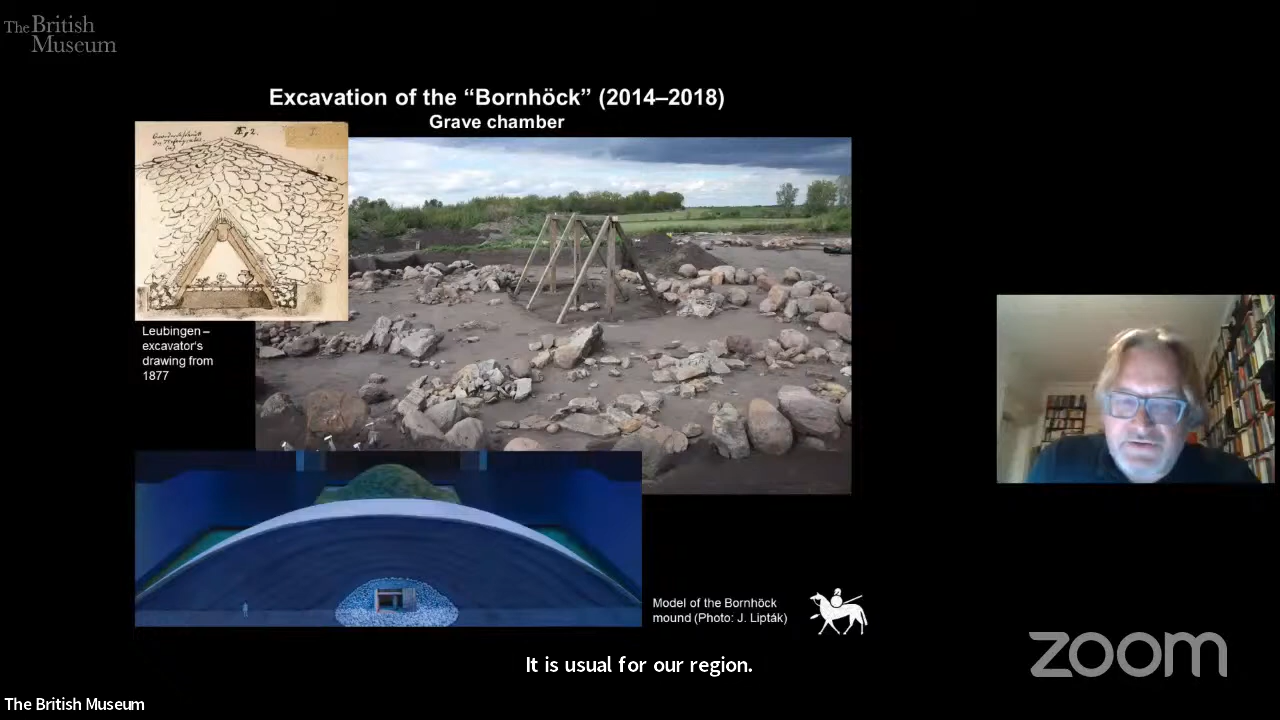 The British
Museum
Excavation of the “Bornhöck” (2014–2018)
Grave chamber
Leubingen –
excavator's
drawing from
1877
Model of the Bornhöck
mound (Photo: J. Lipták)
It is usual for our region.
zoom
The British Museum